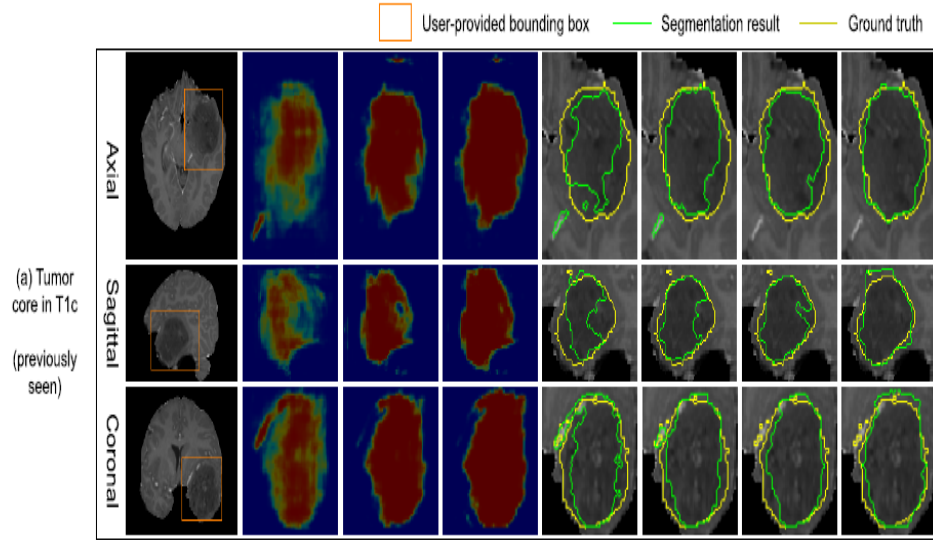 User-provided bounding box
Segmentation result
Ground truth
Axial
(a) Tumor
core in T1c
(previously
seen)
Sagittal
Coronal